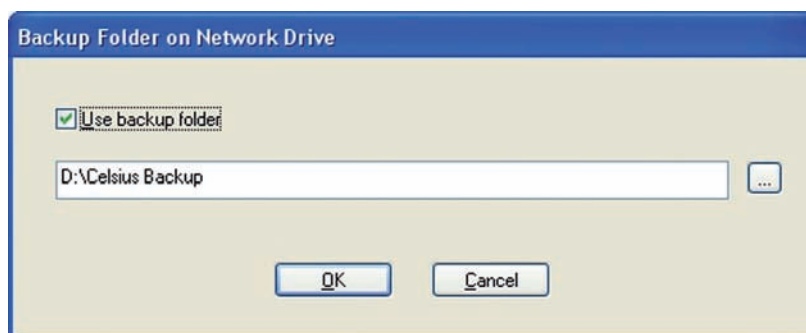 Backup Folder on Network Drive
Use backup folder
D:\Celsius Backup
...
OK
Cancel